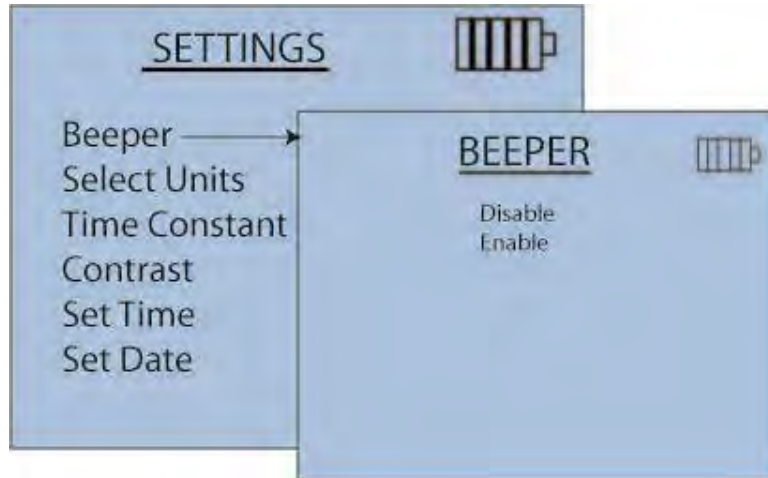 SETTINGS
Beeper
Select Units
Time Constant
Contrast
Set Time
Set Date
BEEPER
Disable
Enable